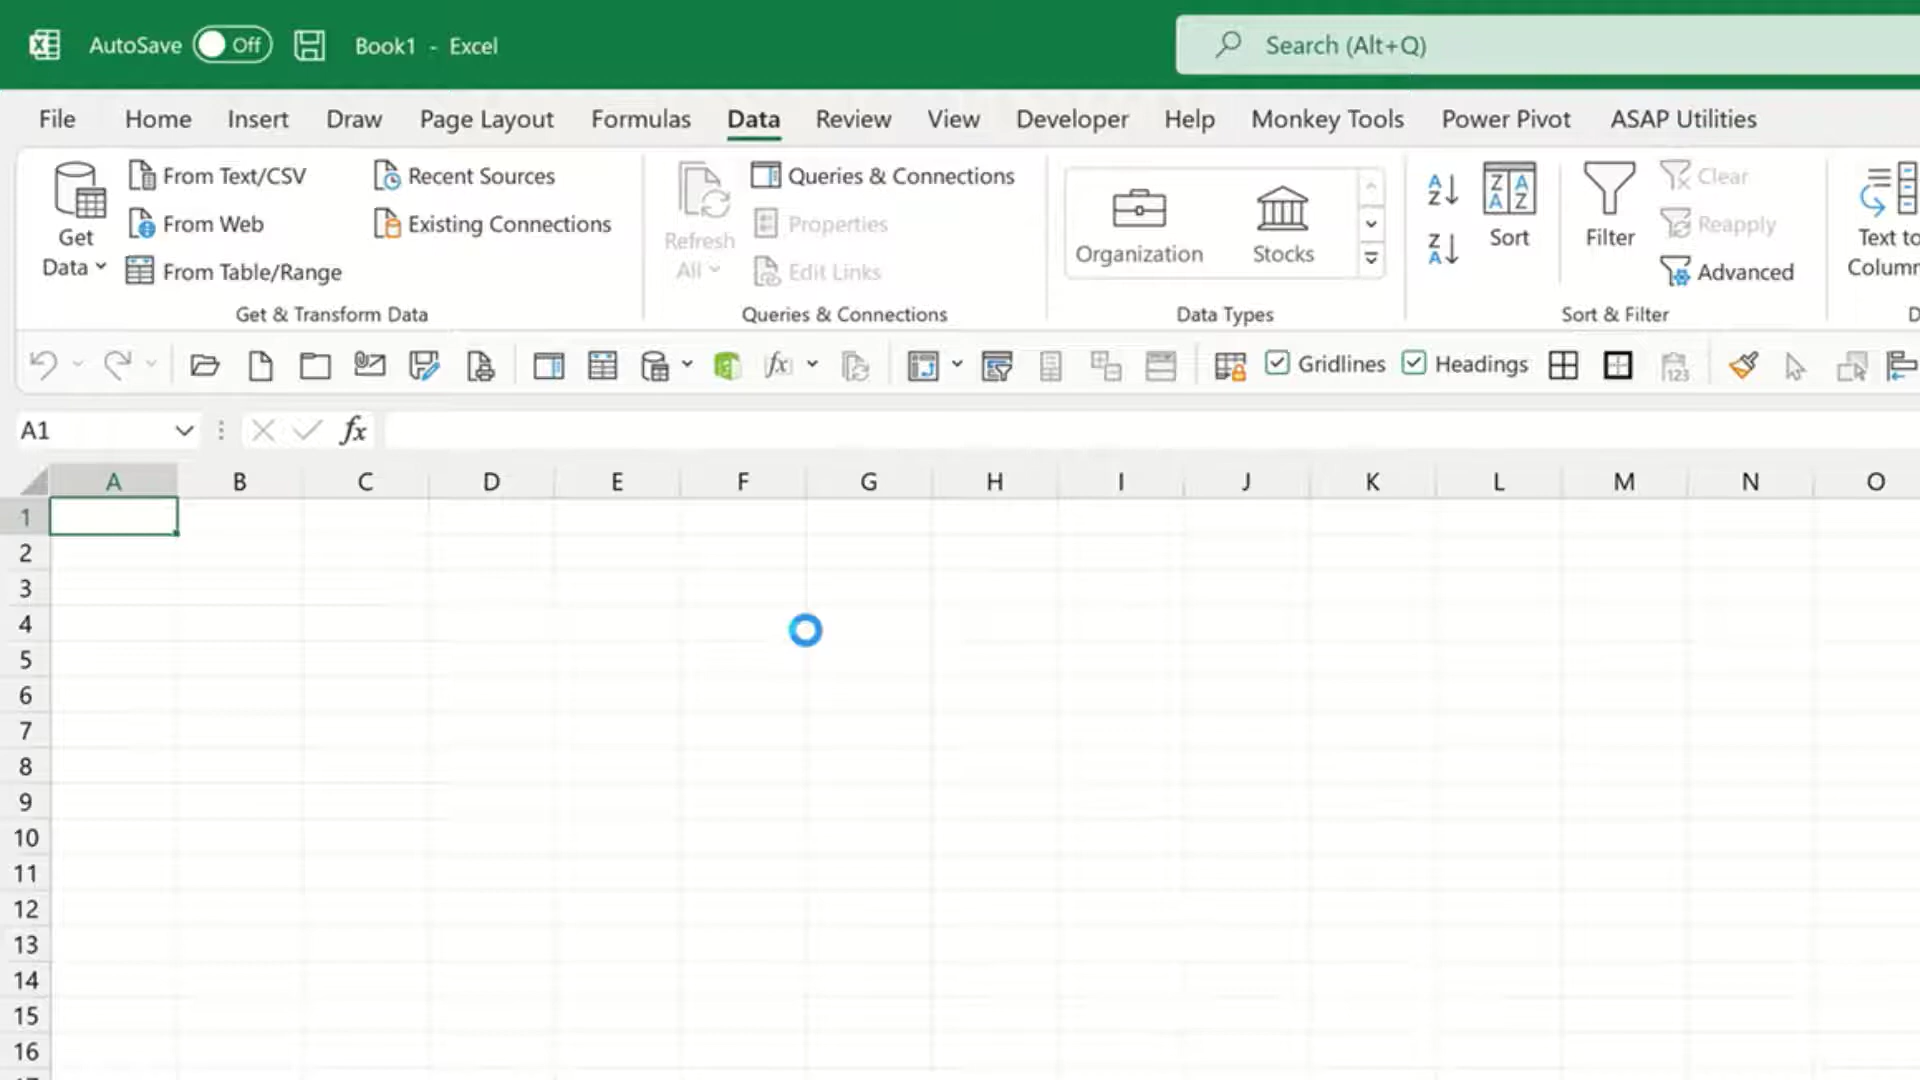 AutoSave Off Book1 - Excel Search (Alt+Q)
File Home Insert Draw Page Layout Formulas Data Review View Developer Help Monkey Tools Power Pivot ASAP Utilities
Get Data
From Text/CSV
From Web
From Table/Range
Recent Sources
Existing Connections
Get & Transform Data
Refresh All
Queries & Connections
Properties
Edit Links
Queries & Connections
Organization
Stocks
Data Types
Sort
Filter
Clear
Reapply
Advanced
Sort & Filter
Text to
Column
D
Gridlines Headings
A1 fx
A B C D E F G H I J K L M N O
1
2
3
4
5
6
7
8
9
10
11
12
13
14
15
16